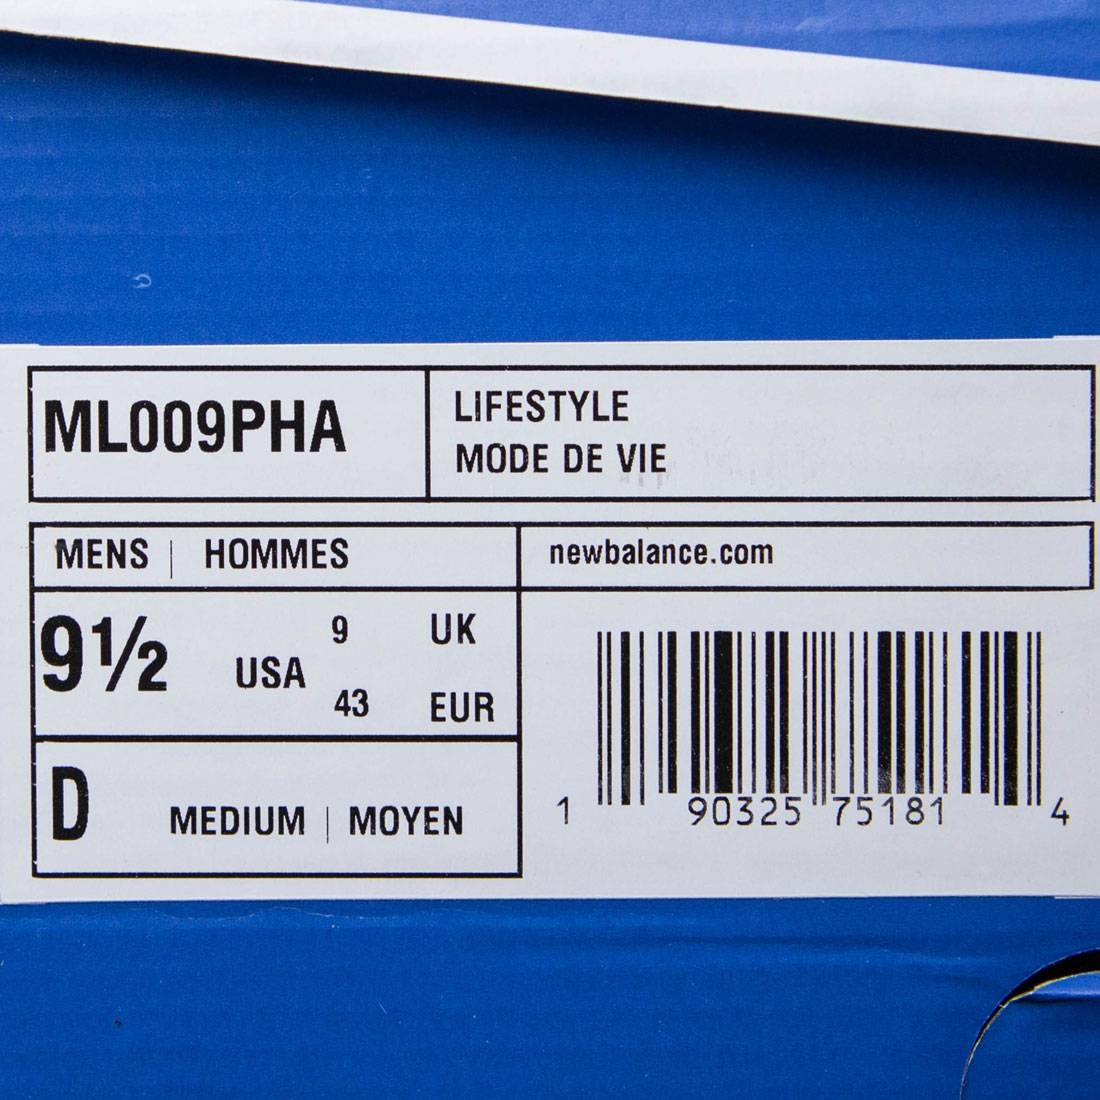 ML009PHA
LIFESTYLE
MODE DE VIE
MENS | HOMMES
newbalance.com
9½ USA
9 UK
43 EUR
D MEDIUM | MOYEN
1 90325 75181 4